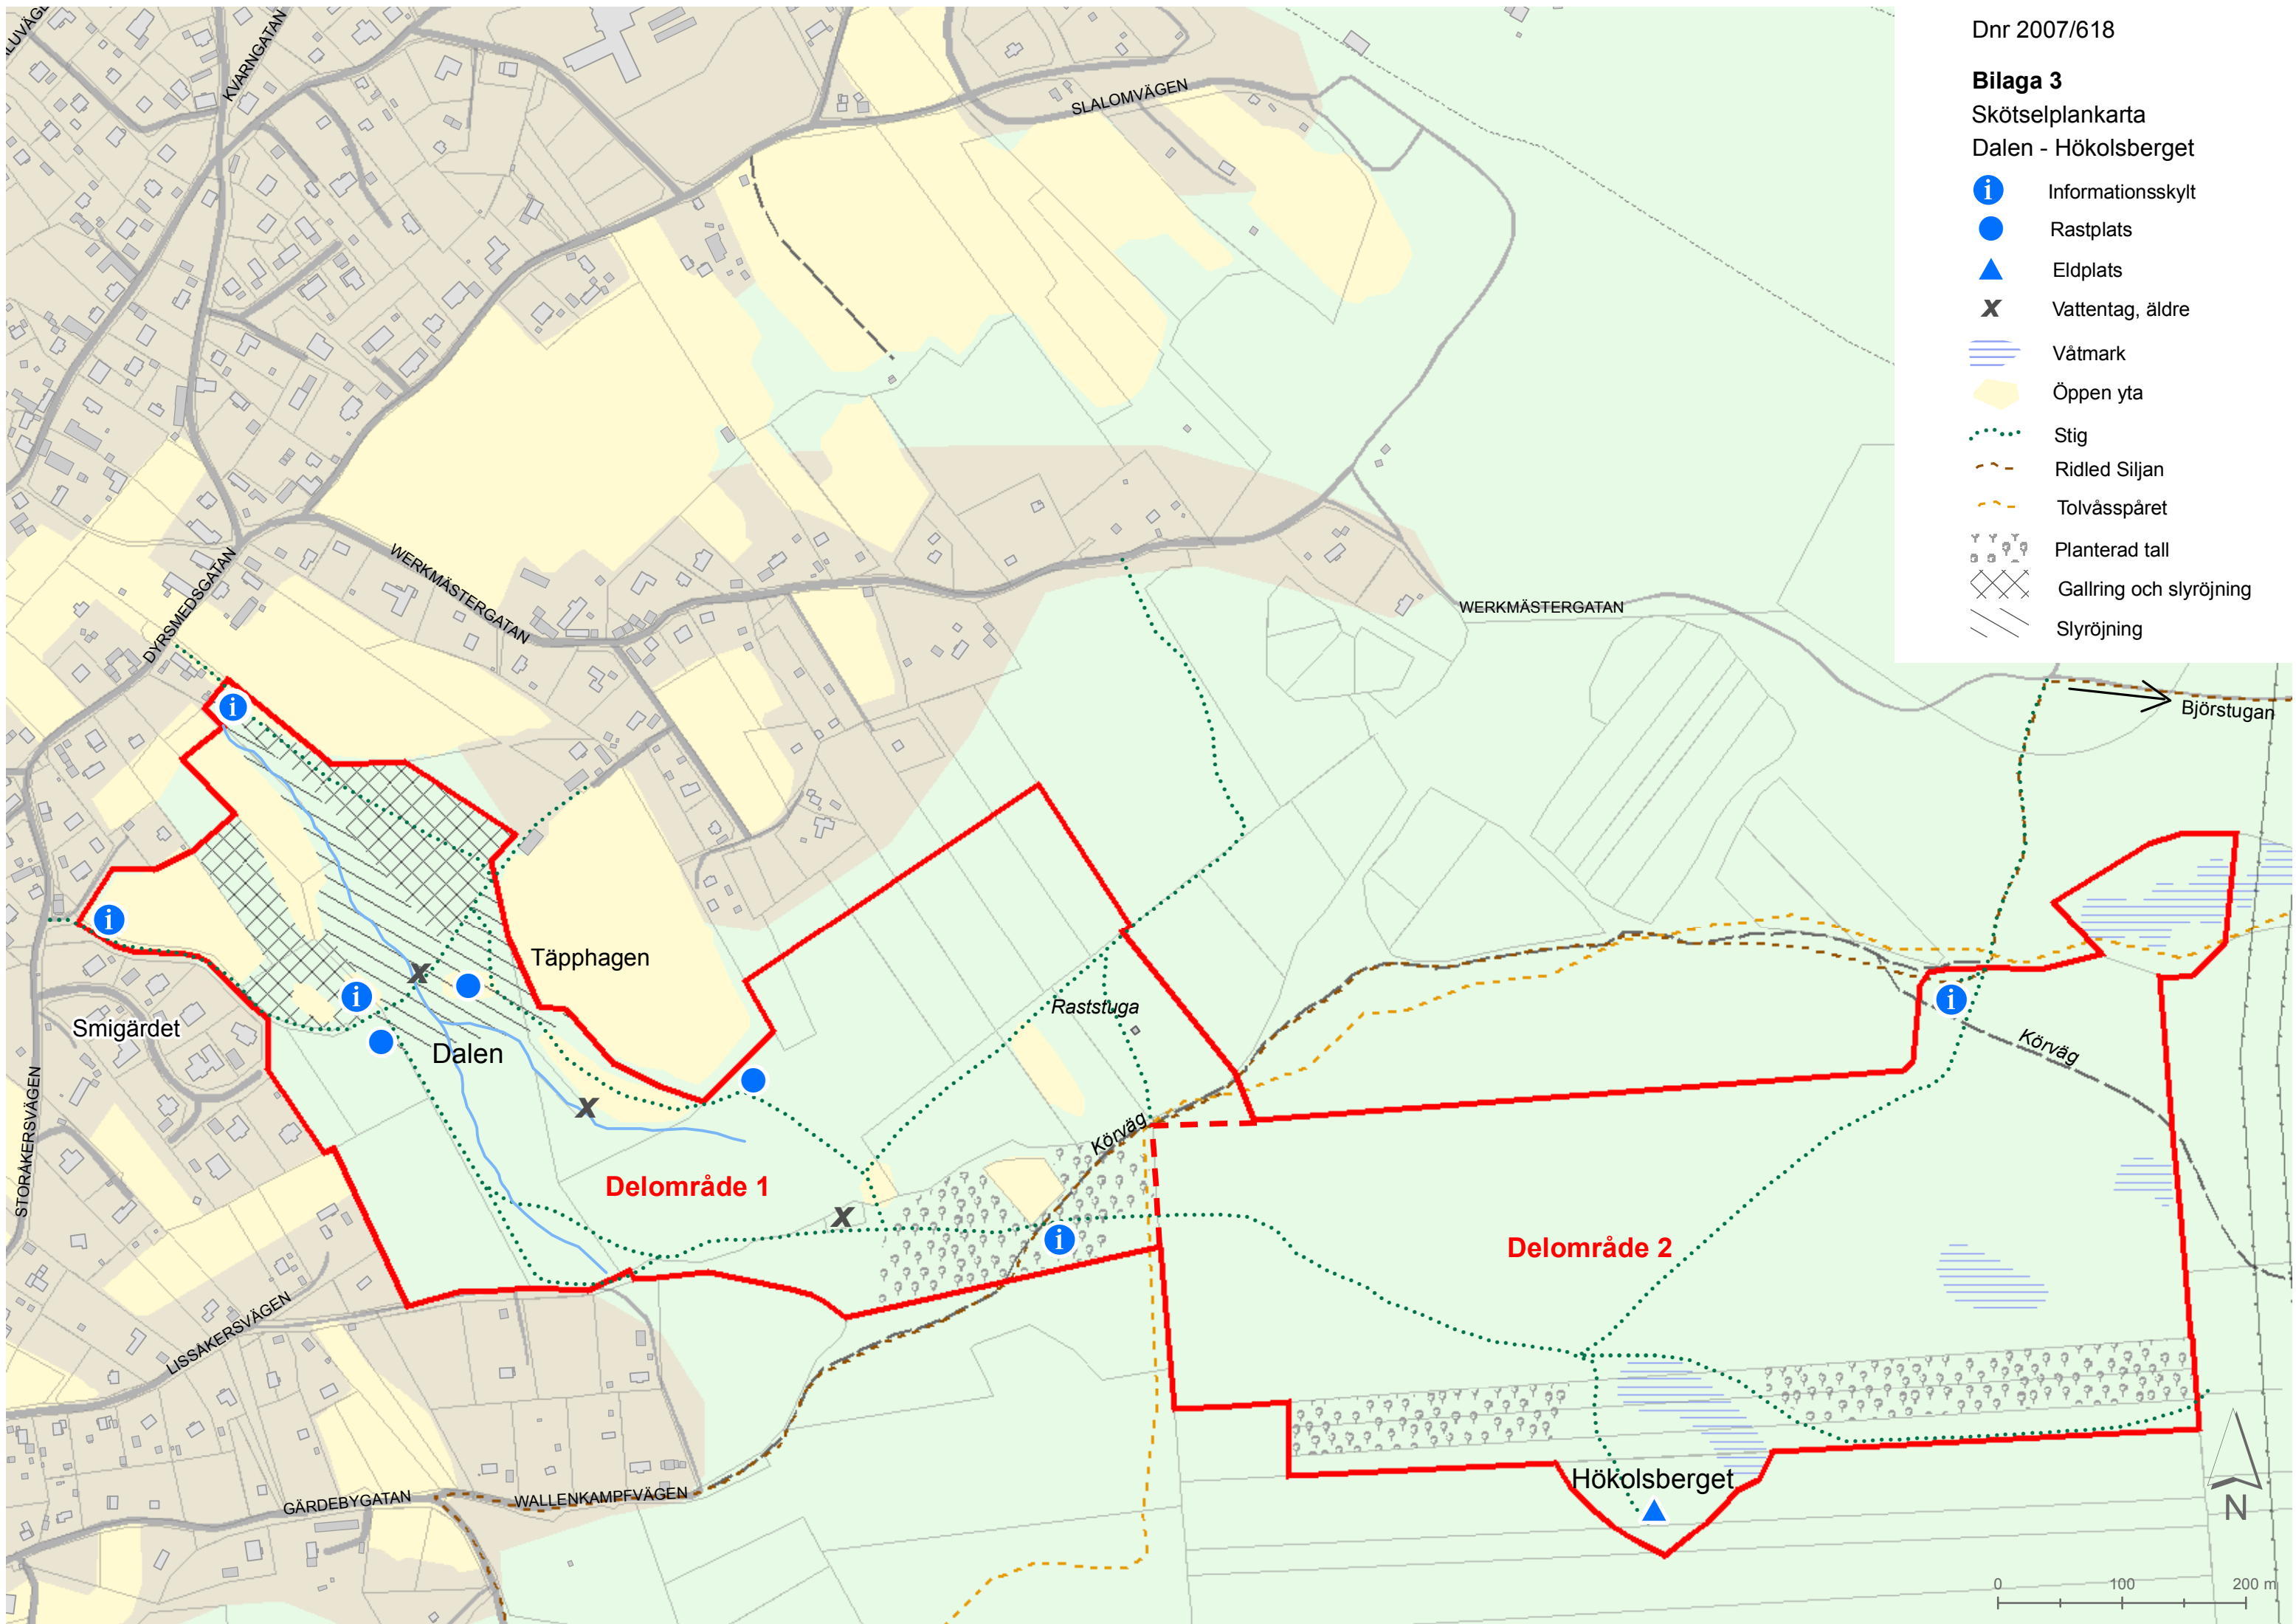 Dnr 2007/618
Bilaga 3
Skötselplankarta
Dalen - Hökolsberget
i Informationsskylt
Rastplats
Eldplats
x Vattentag, äldre
Våtmark
Öppen yta
Stig
Ridled Siljan
Tolvåsspåret
Planterad tall
Gallring och slyröjning
Slyröjning
KVARNGATAN
SLALOMVÄGEN
WERKMÄSTERGATAN
DYRSMEDSGATAN
WERKMÄSTERGATAN
Björstugan
i
i
Täpphagen
x
i
i
Raststuga
Smigärdet
Dalen
Körväg
x
Körväg
STORÅKERSVÄGEN
Delområde 1
x
i
Delområde 2
LISSÅKERSVÄGEN
Hökolsberget
GÄRDEBYGATAN
WALLENKAMPFVÄGEN
N
0 100 200 m